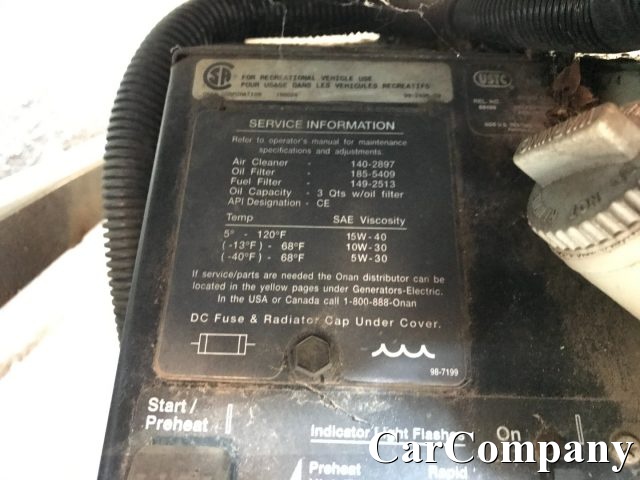 FOR RECREATIONAL VEHICLE USE
POUR USAGE DANS LES VEHICULES RECREATIFS
USTC
SERVICE INFORMATION
Refer to operator's manual for maintenance
specifications and adjustments.
Air Cleaner - 140-2897
Oil Filter - 185-5409
Fuel Filter - 149-2513
Oil Capacity - 3 Qts w/oil filter
API Designation - CE
Temp SAE Viscosity
5° - 120°F 15W-40
(-13°F) - 68°F 10W-30
(-40°F) - 68°F 5W-30
If service/parts are needed the Onan distributor can be
located in the yellow pages under Generators-Electric.
In the USA or Canada call 1-800-888-Onan
DC Fuse & Radiator Cap Under Cover.
98-7199
Start/
Preheat
Indicator Light Flashes
On
Preheat Rapid
CarCompany